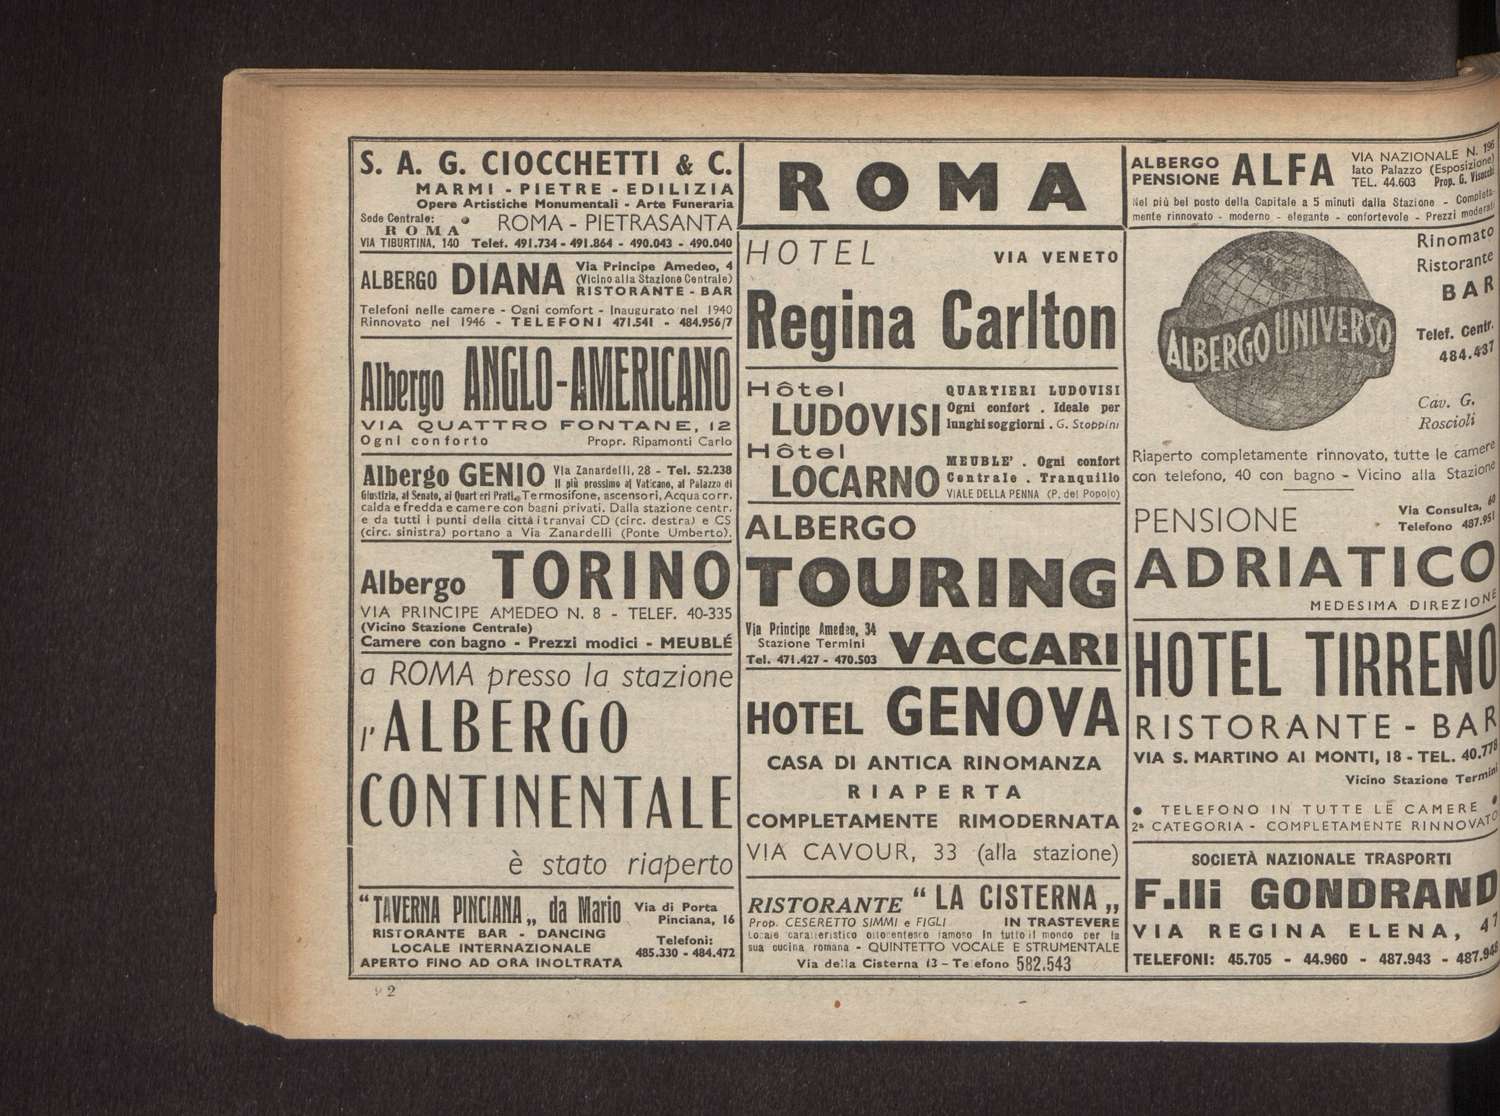 S. A. G. CIOCCHETTI & C.
MARMI - PIETRE - EDILIZIA
Opere Artistiche Monumentali - Arte Funeraria
Sede Centrale: ROMA - PIETRASANTA
ROMA
VIA TIBURTINA, 140 Telef. 491.734 - 491.864 - 490.043 - 490.040
ALBERGO DIANA Via Principe Amedeo, 4
(Vicino alla Stazione Centrale)
RISTORANTE - BAR
Telefoni nelle camere - Ogni comfort - Inaugurato nel 1940
Rinnovato nel 1946 - TELEFONI 471.541 - 484.956/7
Albergo ANGLO-AMERICANO
VIA QUATTRO FONTANE, 12
Ogni conforto Propr. Ripamonti Carlo
Albergo GENIO Via Zanardelli, 28 - Tel. 52.238
Il più prossimo al Vaticano, al Palazzo di
Giustizia, al Senato, ai Quart eri Prati. Termosifone, ascensori, Acqua corr.
calda e fredda e camere con bagni privati. Dalla stazione centr.
e da tutti i punti della città i tranvai CD (circ. destra) e CS
(circ. sinistra) portano a Via Zanardelli (Ponte Umberto).
Albergo TORINO
VIA PRINCIPE AMEDEO N. 8 - TELEF. 40-335
(Vicino Stazione Centrale)
Camere con bagno - Prezzi modici - MEUBLÉ
a ROMA presso la stazione
l'ALBERGO
CONTINENTALE
è stato riaperto
"TAVERNA PINCIANA„ da Mario Via di Porta
Pinciana, 16
RISTORANTE BAR - DANCING
LOCALE INTERNAZIONALE Telefoni:
APERTO FINO AD ORA INOLTRATA 485.330 - 484.472
2
ROMA
HOTEL VIA VENETO
Regina Carlton
Hôtel QUARTIERI LUDOVISI
LUDOVISI Ogni confort . Ideale per
lunghi soggiorni . G. Stoppini
Hôtel MEUBLE' . Ogni confort
LOCARNO Centrale . Tranquillo
VIALE DELLA PENNA (P. del Popolo)
ALBERGO
TOURING
Via Principe Amedeo, 34
Stazione Termini VACCARI
Tel. 471.427 - 470.503
HOTEL GENOVA
CASA DI ANTICA RINOMANZA
RIAPERTA
COMPLETAMENTE RIMODERNATA
VIA CAVOUR, 33 (alla stazione)
RISTORANTE "LA CISTERNA„
Prop. CESERETTO SIMMI e FIGLI IN TRASTEVERE
Locale caratteristico ottocentesco famoso in tutto il mondo per la
sua cucina romana - QUINTETTO VOCALE E STRUMENTALE
Via della Cisterna 13 - Te efono 582.543
ALBERGO PENSIONE ALFA VIA NAZIONALE N. 196
lato Palazzo (Esposizione)
TEL. 44.603 Prop. G.
Nel più bel posto della Capitale a 5 minuti dalla Stazione - Completa-
mente rinnovato - moderno - elegante - confortevole - Prezzi moderati
ALBERGO UNIVERSO
Rinomato
Ristorante
BAR
Telef. Centr.
484.437
Cav. G.
Roscioli
Riaperto completamente rinnovato, tutte le camere
con telefono, 40 con bagno - Vicino alla Stazione
PENSIONE Via Consulta, 60
Telefono 487.951
ADRIATICO
MEDESIMA DIREZIONE
HOTEL TIRRENO
RISTORANTE - BAR
VIA S. MARTINO AI MONTI, 18 - TEL. 40.778
Vicino Stazione Termini
• TELEFONO IN TUTTE LE CAMERE •
2ª CATEGORIA - COMPLETAMENTE RINNOVATO
SOCIETÀ NAZIONALE TRASPORTI
F.lli GONDRAND
VIA REGINA ELENA, 47
TELEFONI: 45.705 - 44.960 - 487.943 - 487.948